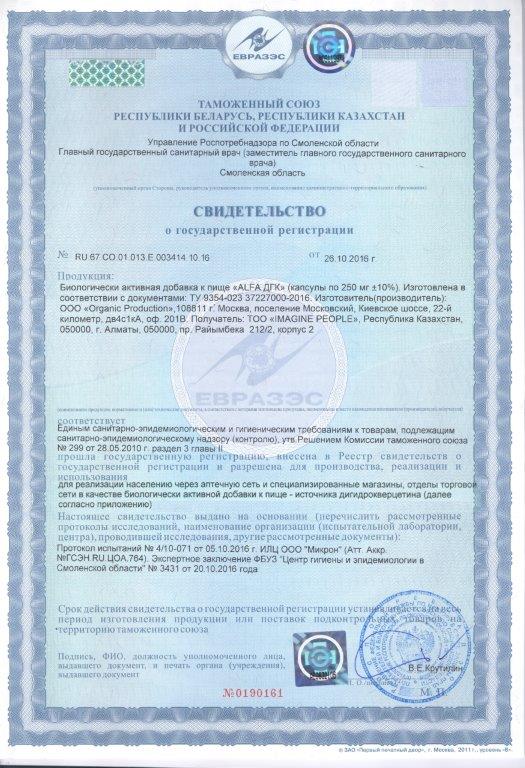 ЕВРАЗЭС
ТАМОЖЕННЫЙ СОЮЗ
РЕСПУБЛИКИ БЕЛАРУСЬ, РЕСПУБЛИКИ КАЗАХСТАН
И РОССИЙСКОЙ ФЕДЕРАЦИИ
Управление Роспотребнадзора по Смоленской области
Главный государственный санитарный врач (заместитель главного государственного санитарного
врача)
Смоленская область
(уполномоченный орган Стороны, руководитель уполномоченного органа, наименование административно-территориального образования)
СВИДЕТЕЛЬСТВО
о государственной регистрации
№ RU.67.CO.01.013.E.003414.10.16 от 26.10.2016 г.
Продукция:
Биологически активная добавка к пище «ALFA ДГК» (капсулы по 250 мг ±10%). Изготовлена в
соответствии с документами: ТУ 9354-023 37227000-2016. Изготовитель(производитель):
ООО «Organic Production»,108811 г. Москва, поселение Московский, Киевское шоссе, 22-й
километр, дв4с1кА, оф. 201В. Получатель: ТОО «IMAGINE PEOPLE», Республика Казахстан,
050000, г. Алматы, 050000, пр. Райымбека 212/2, корпус 2
ЕВРАЗЭС
соответствует
Единым санитарно-эпидемиологическим и гигиеническим требованиям к товарам, подлежащим
санитарно-эпидемиологическому надзору (контролю), утв.Решением Комиссии таможенного союза
№ 299 от 28.05.2010 г. раздел 3 главы II
прошла государственную регистрацию, внесена в Реестр свидетельств о
государственной регистрации и разрешена для производства, реализации и
использования
для реализации населению через аптечную сеть и специализированные магазины, отделы торговой
сети в качестве биологически активной добавки к пище - источника дигидрокверцетина (далее
согласно приложению)
Настоящее свидетельство выдано на основании (перечислить рассмотренные
протоколы исследований, наименование организации (испытательной лаборатории,
центра), проводившей исследования, другие рассмотренные документы):
Протокол испытаний № 4/10-071 от 05.10.2016 г. ИЛЦ ООО "Микрон" (Атт. Аккр.
№ГСЭН.RU.ЦОА.764). Экспертное заключение ФБУЗ "Центр гигиены и эпидемиологии в
Смоленской области" № 3431 от 20.10.2016 года
Срок действия свидетельства о государственной регистрации устанавливается на весь
период изготовления продукции или поставок подконтрольных товаров на
территорию таможенного союза
Подпись, ФИО, должность уполномоченного лица,
выдавшего документ, и печать органа (учреждения),
выдавшего документ
В.Е.Крутилин
М. П.
№0190161
© ЗАО «Первый печатный двор», г. Москва, 2011 г., уровень «В».